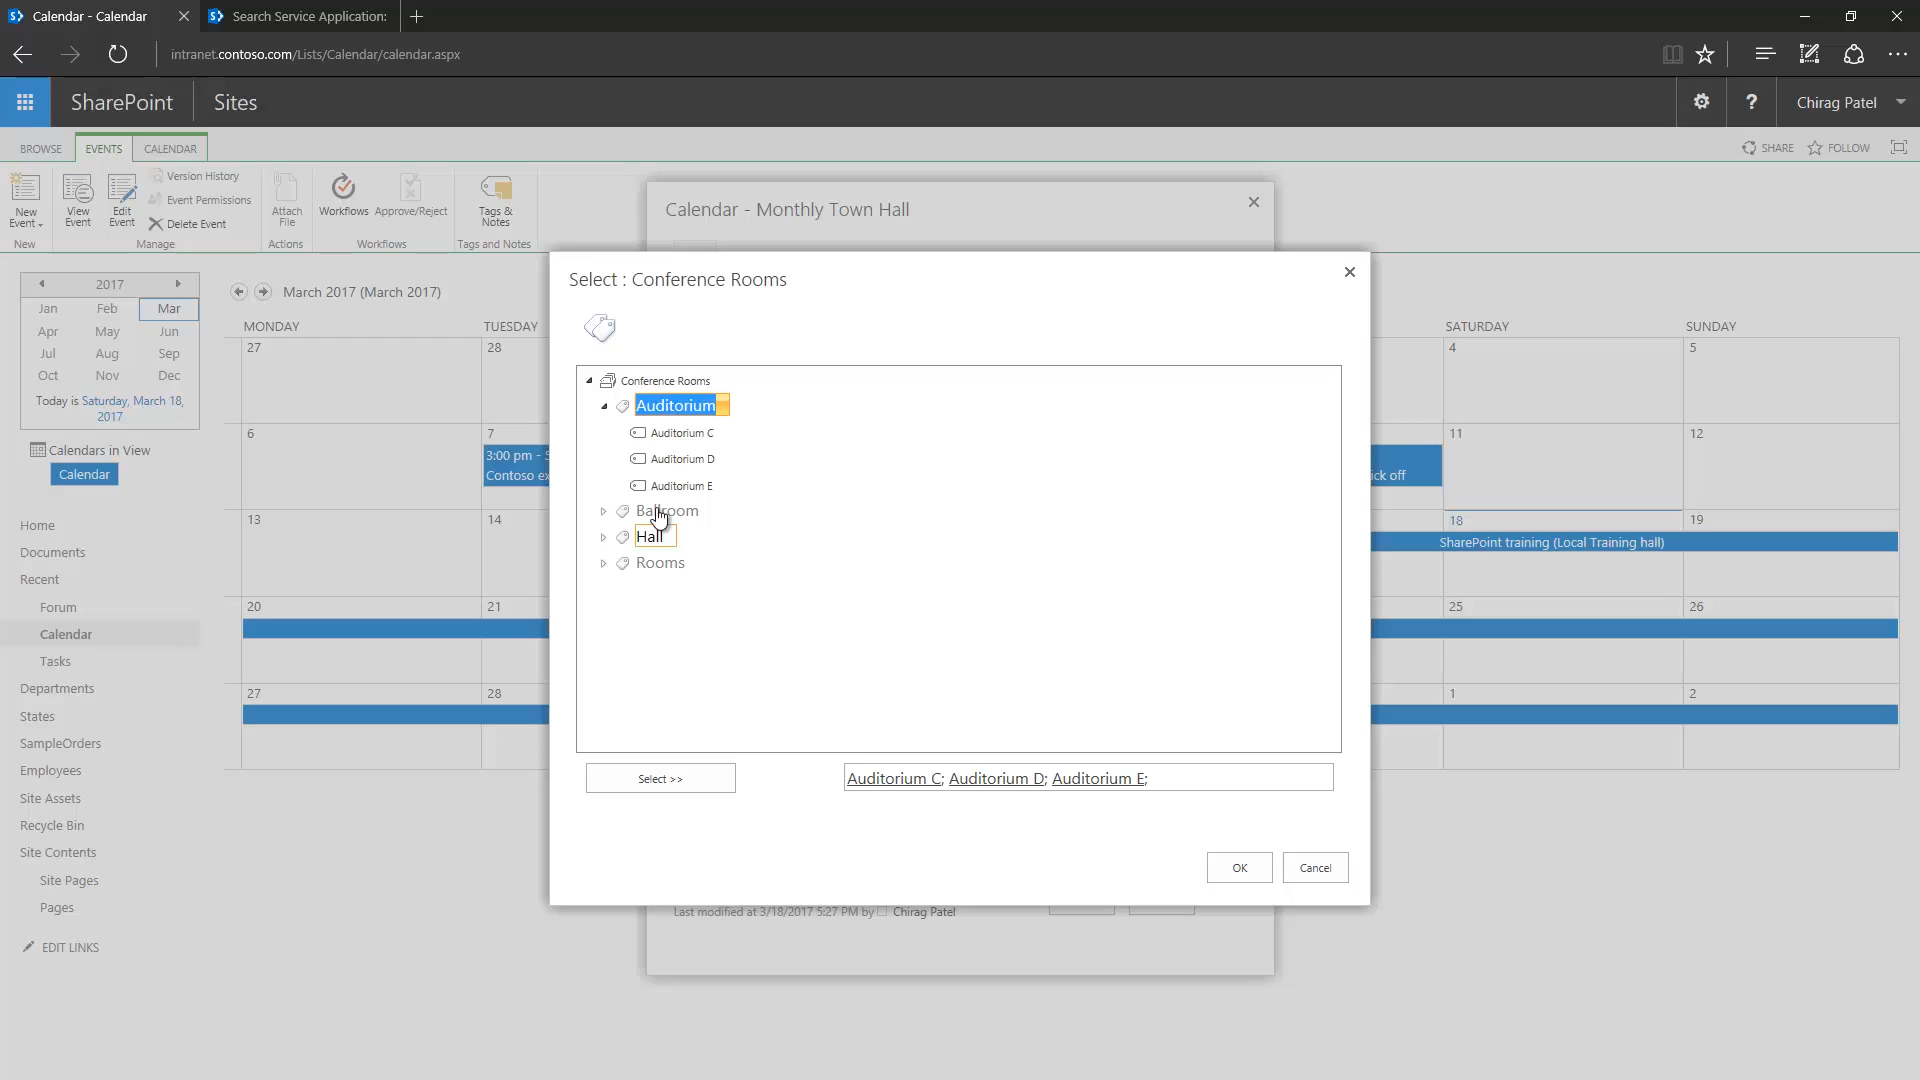 Calendar - Calendar
Search Service Application:
intranet.contoso.com/Lists/Calendar/calendar.aspx
SharePoint
Sites
?
Chirag Patel
BROWSE
EVENTS
CALENDAR
SHARE
FOLLOW
New Event
View Event
Edit Event
Version History
Event Permissions
Delete Event
Attach File
Workflows
Approve/Reject
Tags & Notes
New
Manage
Actions
Workflows
Tags and Notes
Calendar - Monthly Town Hall
Select : Conference Rooms
2017
Jan Feb Mar
Apr May Jun
Jul Aug Sep
Oct Nov Dec
Today is Saturday, March 18,
2017
Calendars in View
Calendar
March 2017 (March 2017)
MONDAY
TUESDAY
SATURDAY
SUNDAY
27
28
4
5
6
7
11
12
3:00 pm - 5
Contoso ex
ick off
13
14
18
19
SharePoint training (Local Training hall)
20
21
25
26
27
28
1
2
Conference Rooms
Auditorium
Auditorium C
Auditorium D
Auditorium E
Ballroom
Hall
Rooms
Select >>
Auditorium C; Auditorium D; Auditorium E;
OK
Cancel
Last modified at 3/18/2017 5:27 PM by Chirag Patel
Home
Documents
Recent
Forum
Calendar
Tasks
Departments
States
SampleOrders
Employees
Site Assets
Recycle Bin
Site Contents
Site Pages
Pages
EDIT LINKS